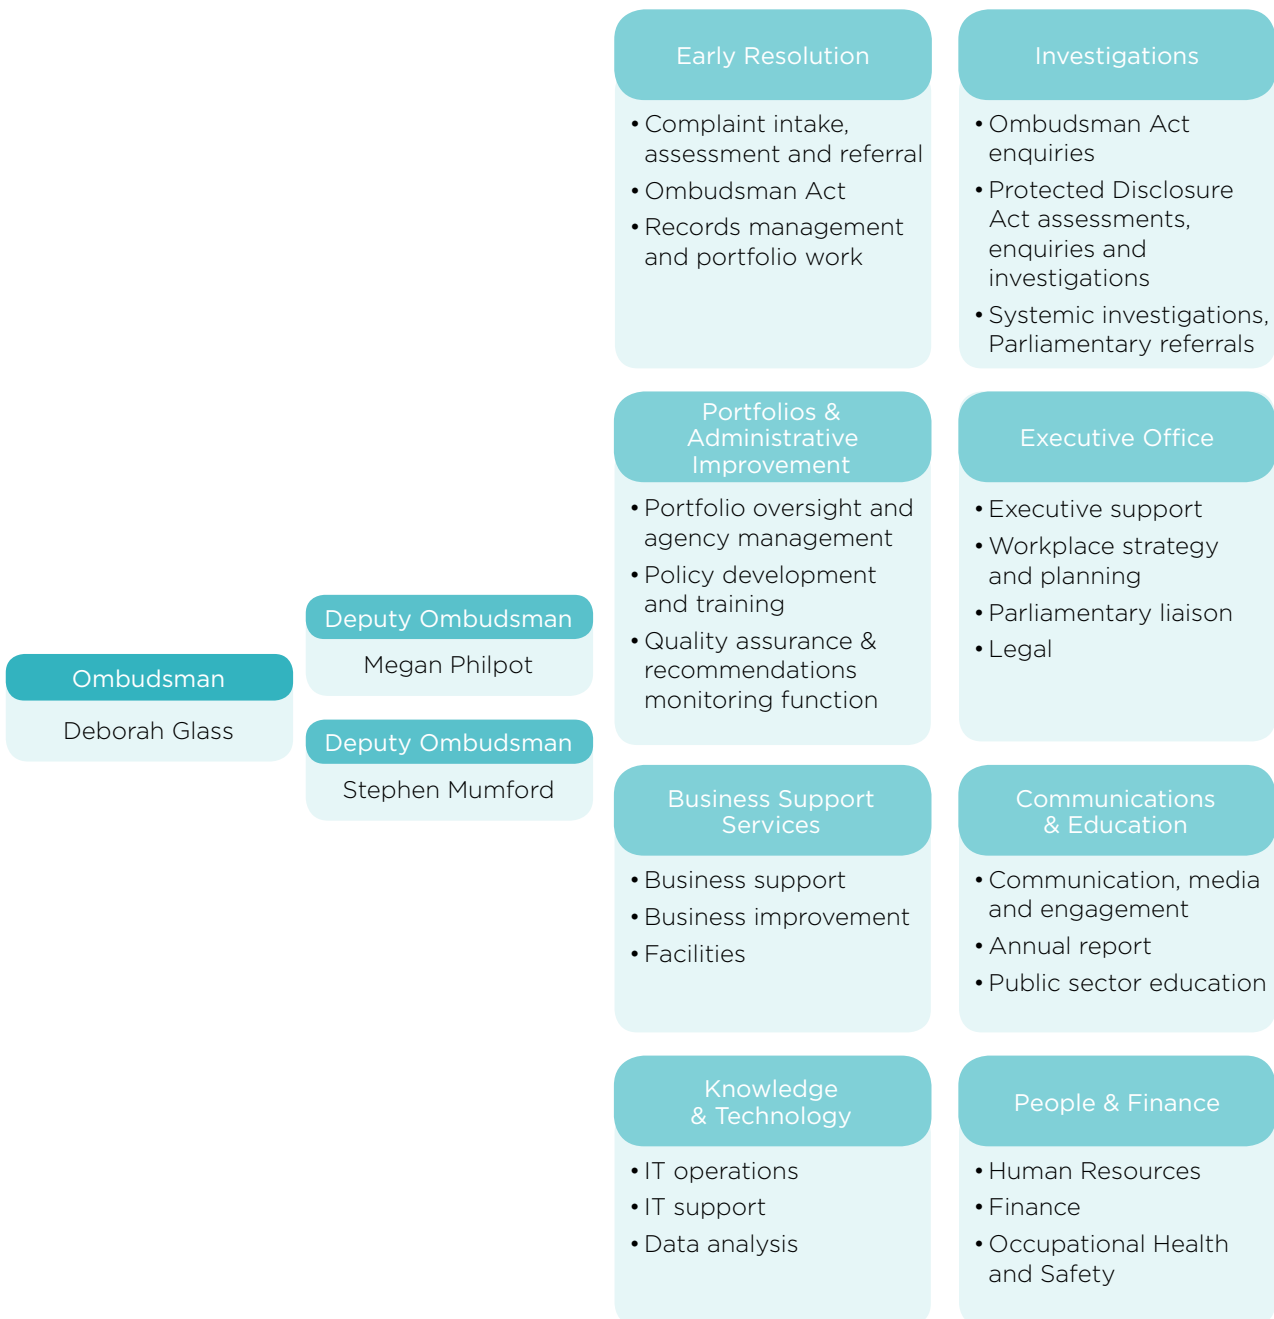 Ombudsman
Deborah Glass
Deputy Ombudsman
Megan Philpot
Deputy Ombudsman
Stephen Mumford
Early Resolution
• Complaint intake,
assessment and referral
• Ombudsman Act
• Records management
and portfolio work
Investigations
• Ombudsman Act
enquiries
• Protected Disclosure
Act assessments,
enquiries and
investigations
• Systemic investigations,
Parliamentary referrals
Portfolios &
Administrative
Improvement
• Portfolio oversight and
agency management
• Policy development
and training
• Quality assurance &
recommendations
monitoring function
Executive Office
• Executive support
• Workplace strategy
and planning
• Parliamentary liaison
• Legal
Business Support
Services
• Business support
• Business improvement
• Facilities
Communications
& Education
• Communication, media
and engagement
• Annual report
• Public sector education
Knowledge
& Technology
• IT operations
• IT support
• Data analysis
People & Finance
• Human Resources
• Finance
• Occupational Health
and Safety